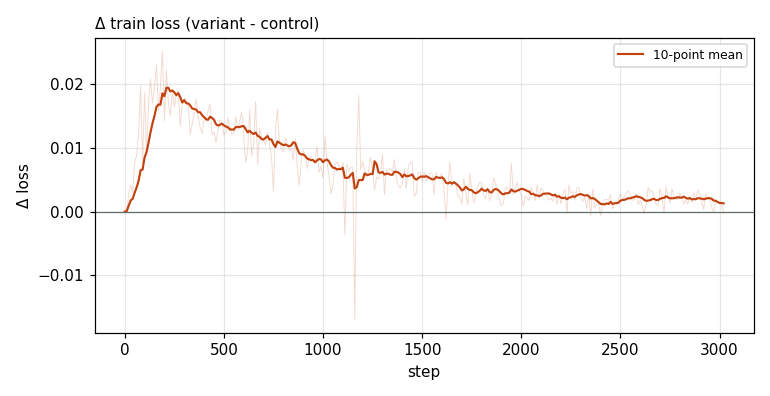 Δ train loss (variant - control)
10-point mean
Δ loss
0.02
0.01
0.00
−0.01
0
500
1000
1500
2000
2500
3000
step